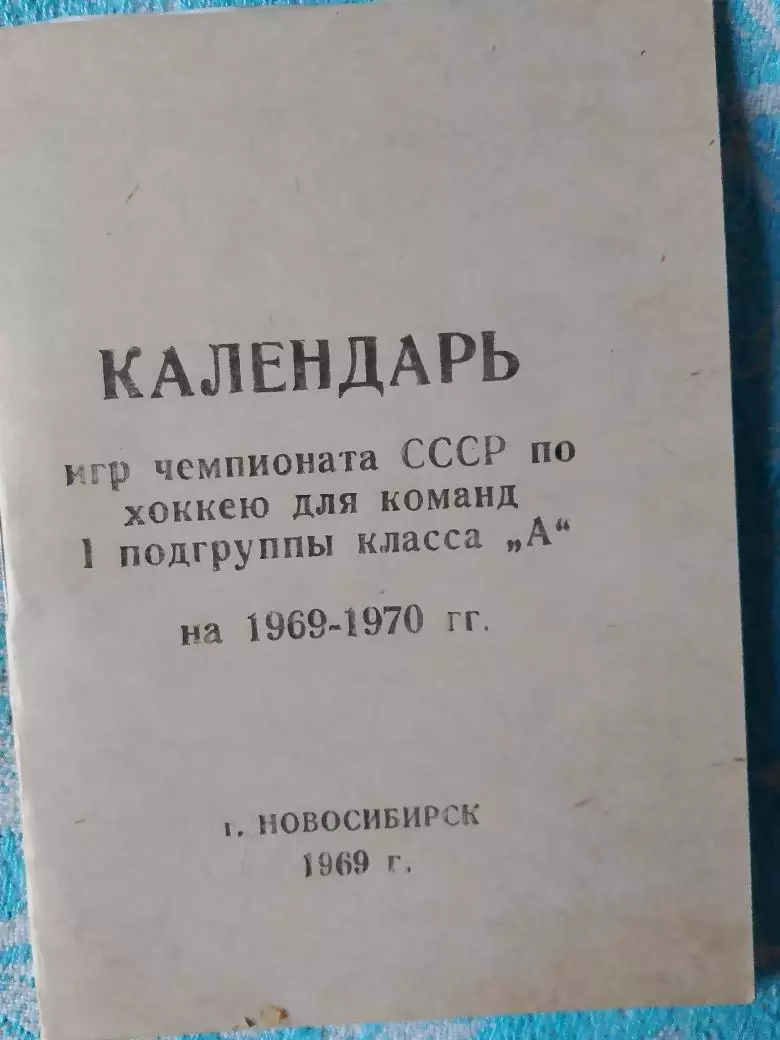 КАЛЕНДАРЬ
игр чемпионата СССР по
хоккею для команд
I подгруппы класса „А“
на 1969-1970 гг.
г. НОВОСИБИРСК
1969 г.